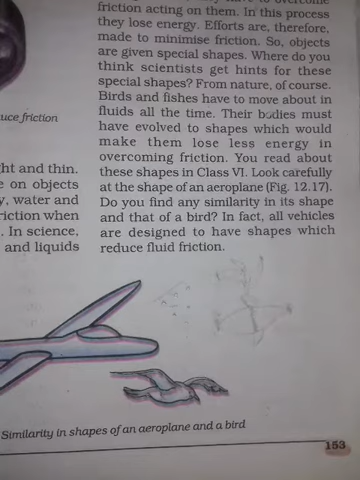 friction acting on them. In this process
they lose energy. Efforts are, therefore,
made to minimise friction. So, objects
are given special shapes. Where do you
think scientists get hints for these
special shapes? From nature, of course.
Birds and fishes have to move about in
fluids all the time. Their bodies must
have evolved to shapes which would
make them lose less energy in
overcoming friction. You read about
these shapes in Class VI. Look carefully
at the shape of an aeroplane (Fig. 12.17).
Do you find any similarity in its shape
and that of a bird? In fact, all vehicles
are designed to have shapes which
reduce fluid friction.
uce friction
ht and thin.
e on objects
y, water and
riction when
. In science,
and liquids
Similarity in shapes of an aeroplane and a bird
153